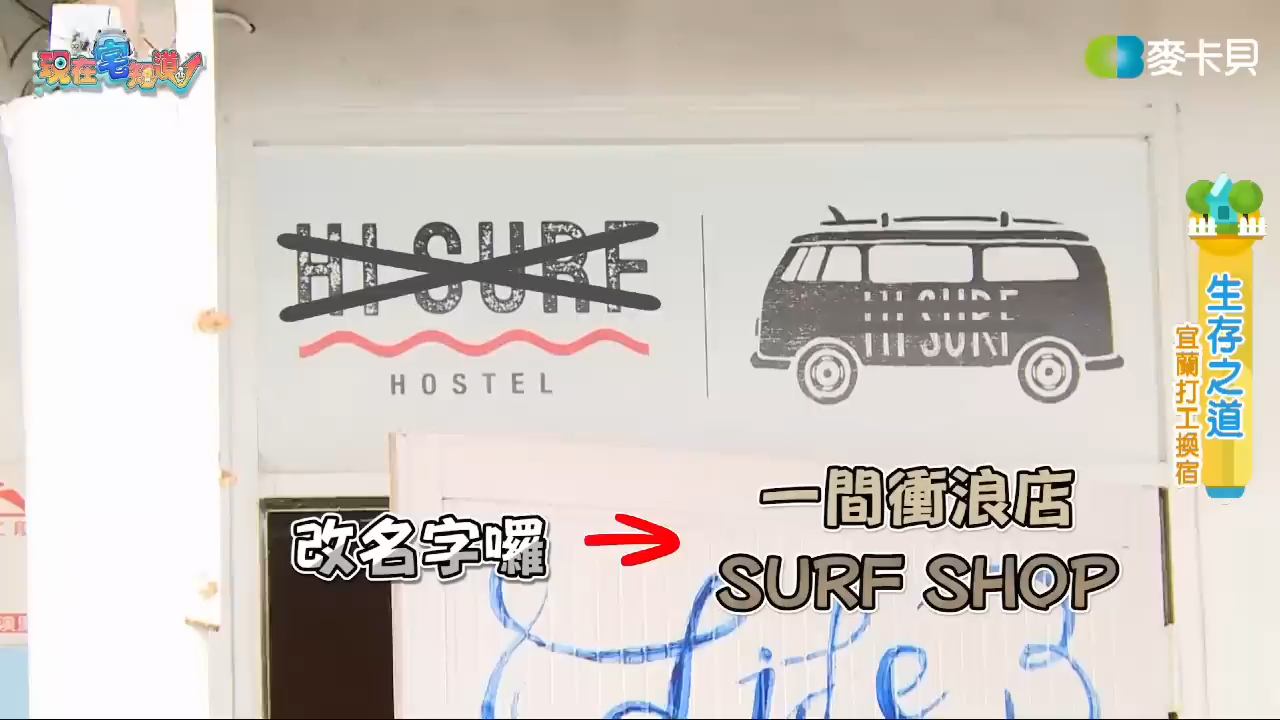 現在宅知道
麥卡貝
HI SURF
HOSTEL
HI SURF
生存之道
宜蘭打工換宿
改名字囉
一間衝浪店
SURF SHOP
Life